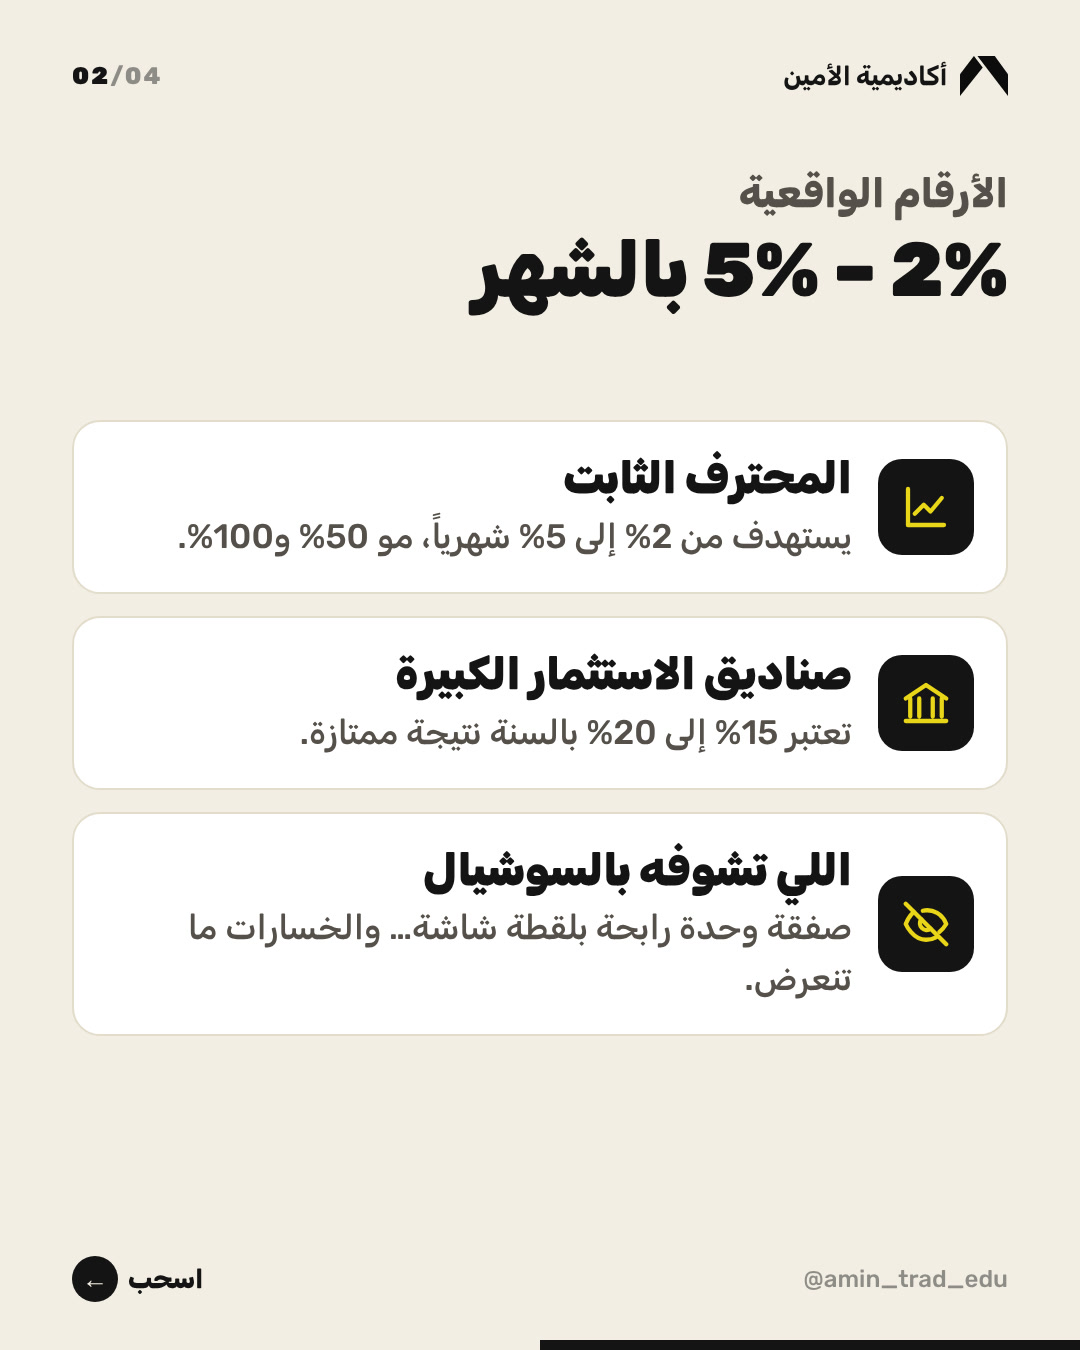 أكاديمية الأمين
02/04
الأرقام الواقعية
2% – 5% بالشهر
المحترف الثابت
يستهدف من 2% إلى 5% شهرياً، مو 50% و100%.
صناديق الاستثمار الكبيرة
تعتبر 15% إلى 20% بالسنة نتيجة ممتازة.
اللي تشوفه بالسوشيال
صفقة وحدة رابحة بلقطة شاشة... والخسارات ما
تنعرض.
@amin_trad_edu
اسحب ←